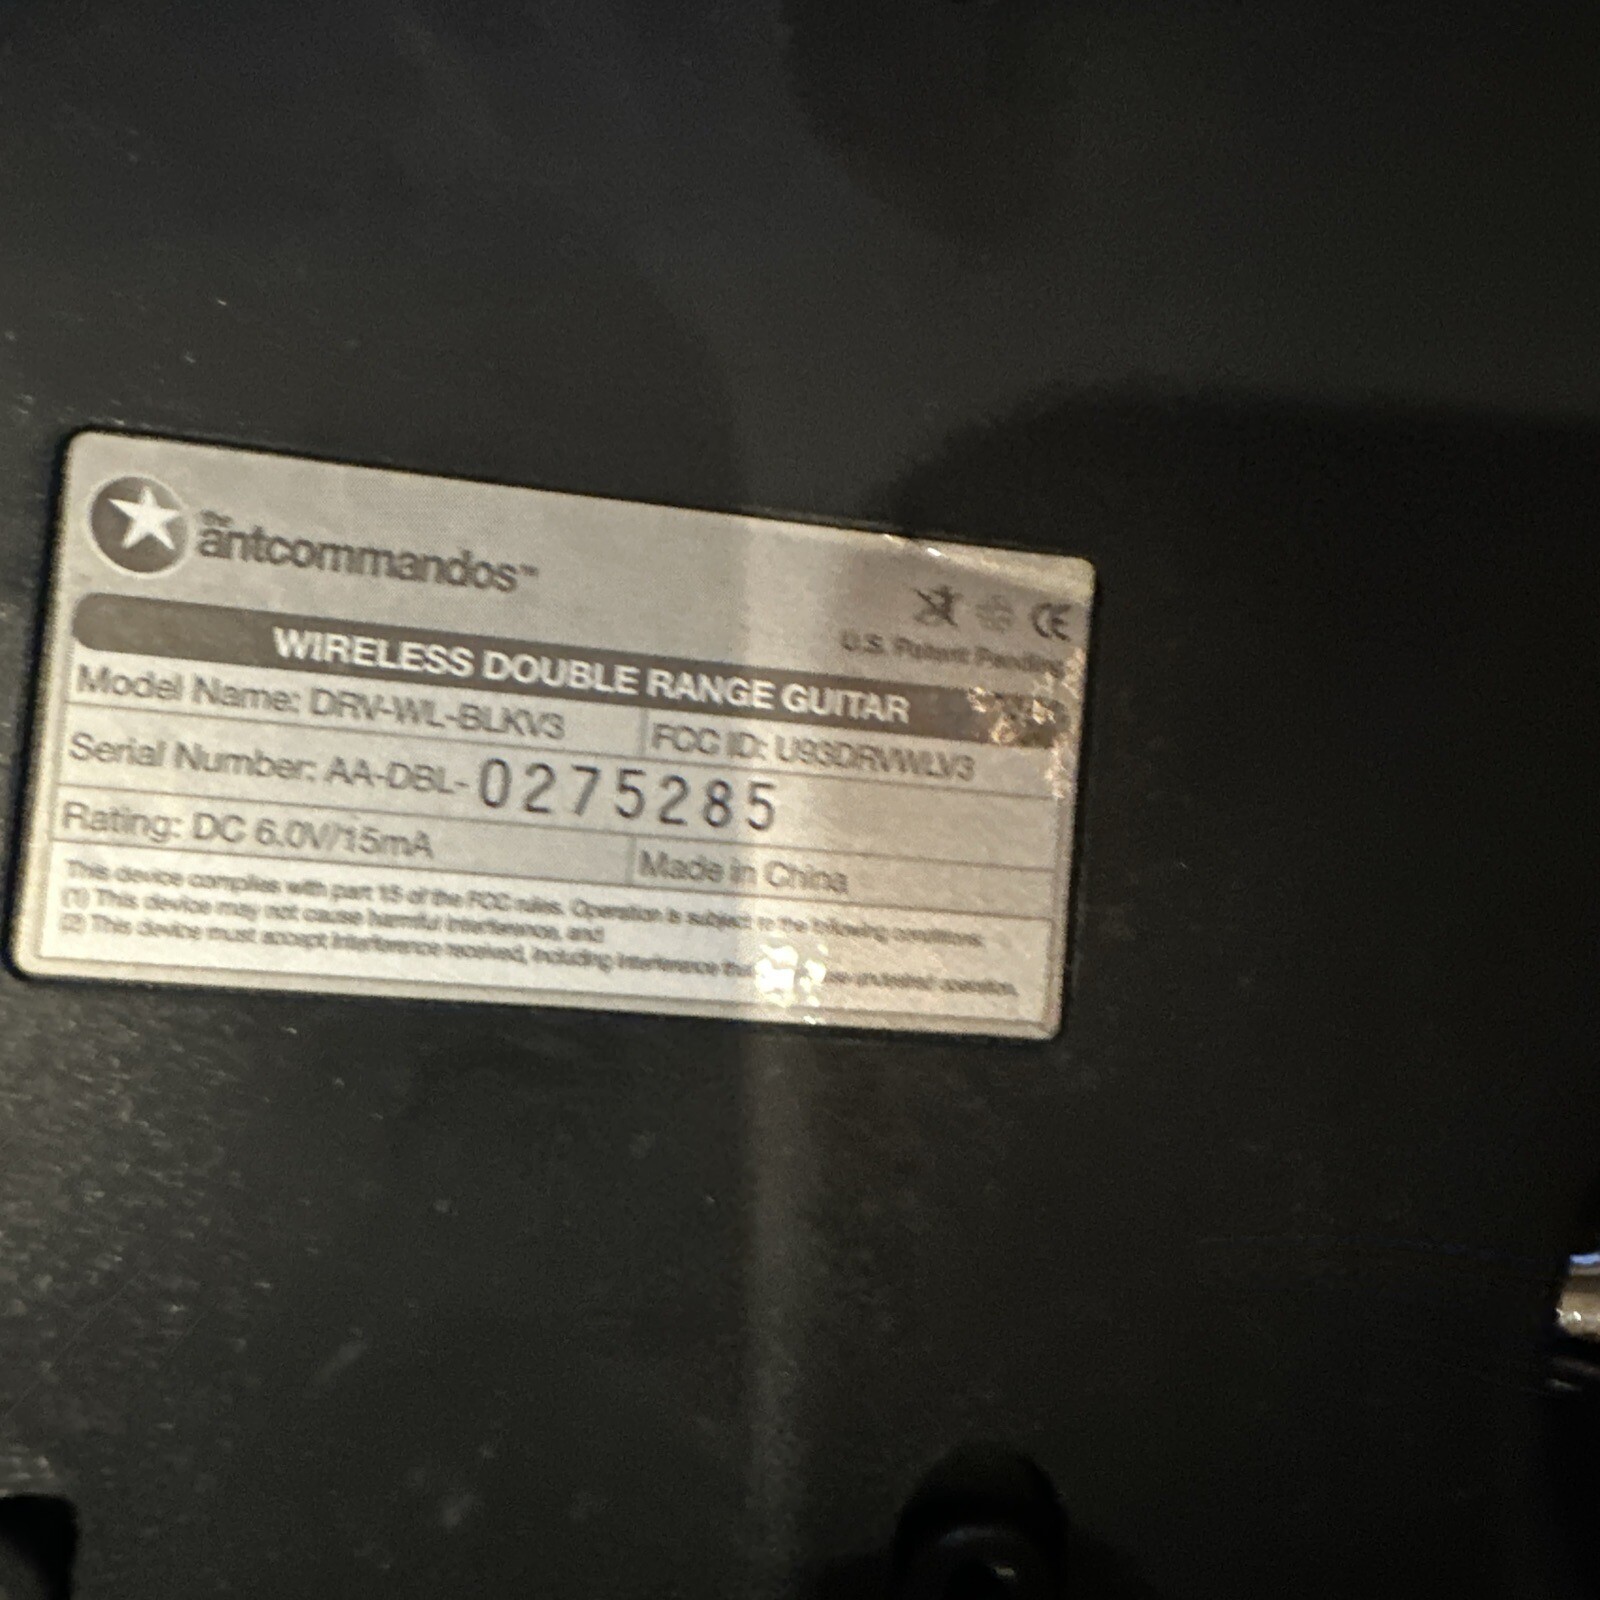 the
antcommandos™
CE
U.S. Patent Pending
WIRELESS DOUBLE RANGE GUITAR
Model Name: DRV-WL-BLKV3
FCC ID: U93DRVWLV3
Serial Number: AA-DBL-0275285
Rating: DC 6.0V/15mA
Made in China
This device complies with part 15 of the FCC rules. Operation is subject to the following conditions:
(1) This device may not cause harmful interference, and
(2) This device must accept interference received, including interference undesired operation.